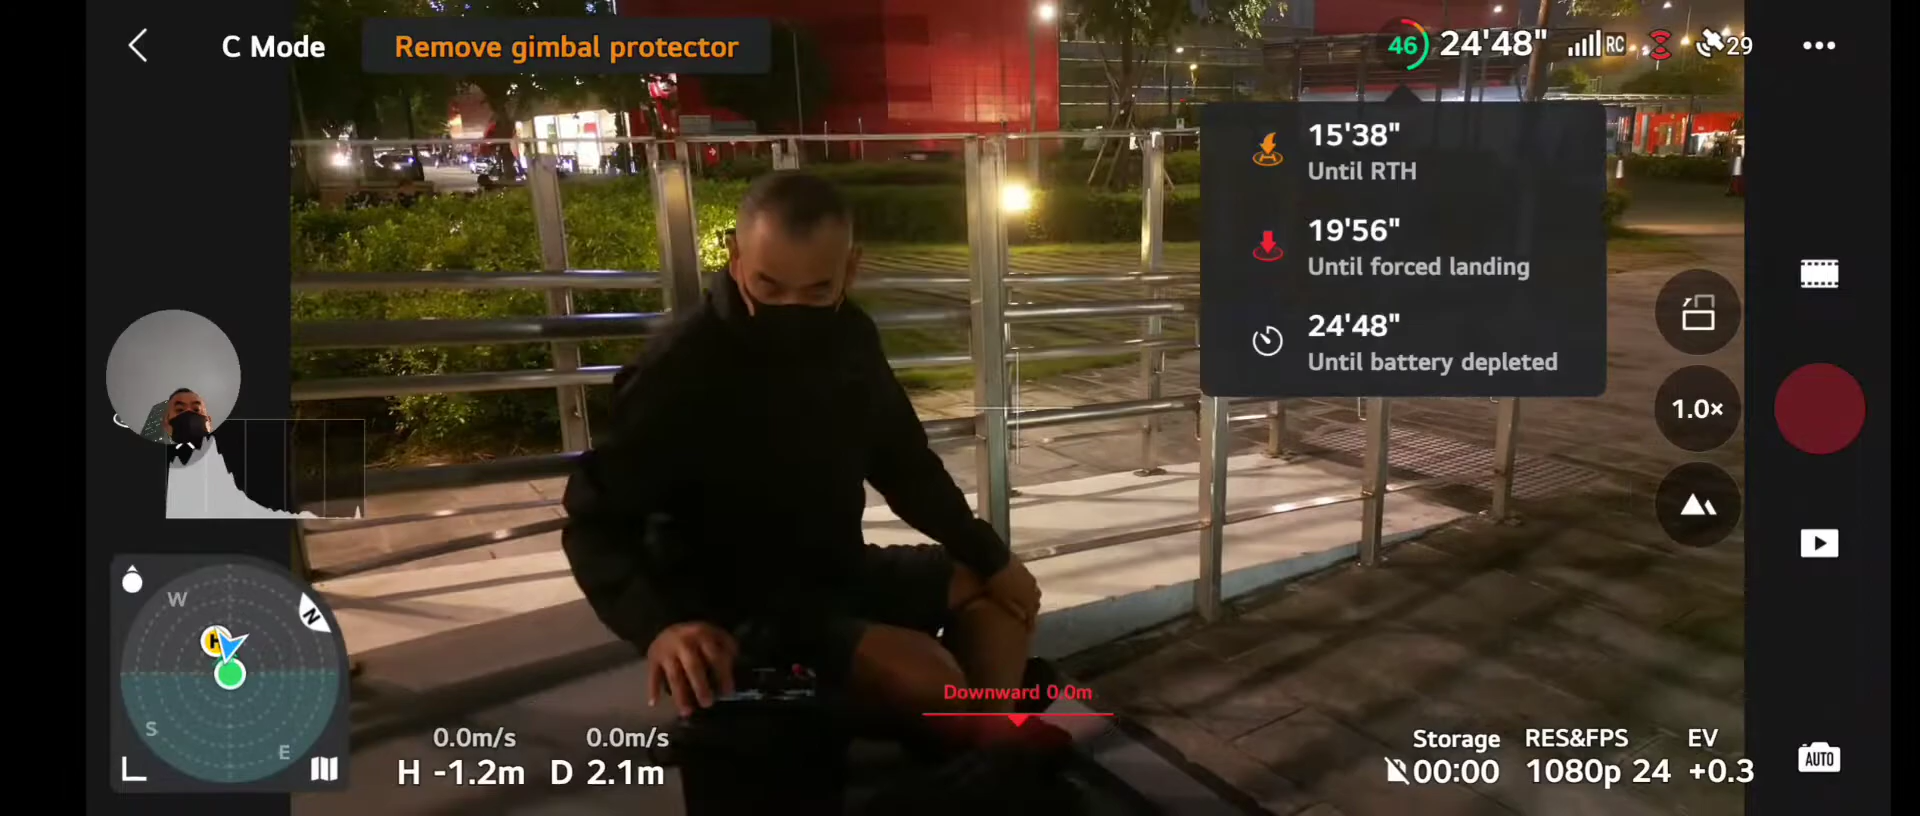 C Mode
Remove gimbal protector
46
24'48"
RC
29
15'38"
Until RTH
19'56"
Until forced landing
24'48"
Until battery depleted
1.0×
W
N
H
S
E
Downward 0.0m
0.0m/s
0.0m/s
H -1.2m
D 2.1m
Storage
RES&FPS
EV
00:00
1080p 24
+0.3
AUTO